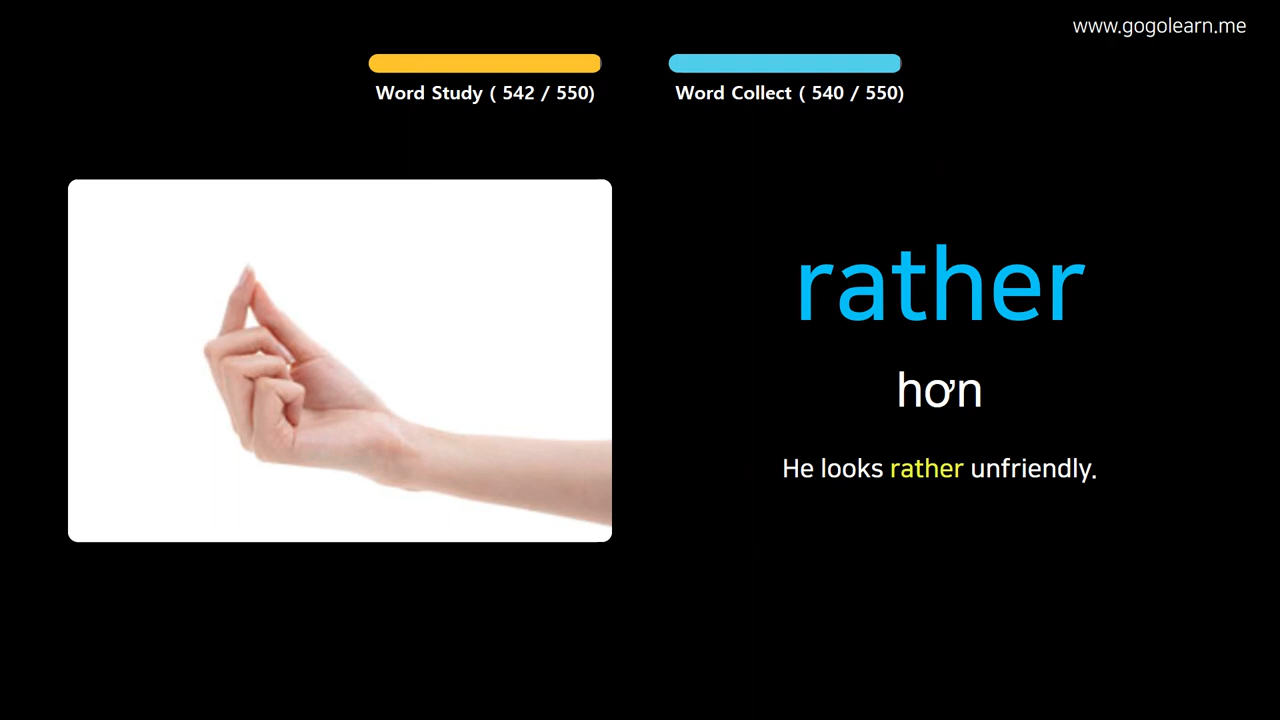 www.gogolearn.me
Word Study ( 542 / 550)
Word Collect ( 540 / 550)
rather
hơn
He looks rather unfriendly.